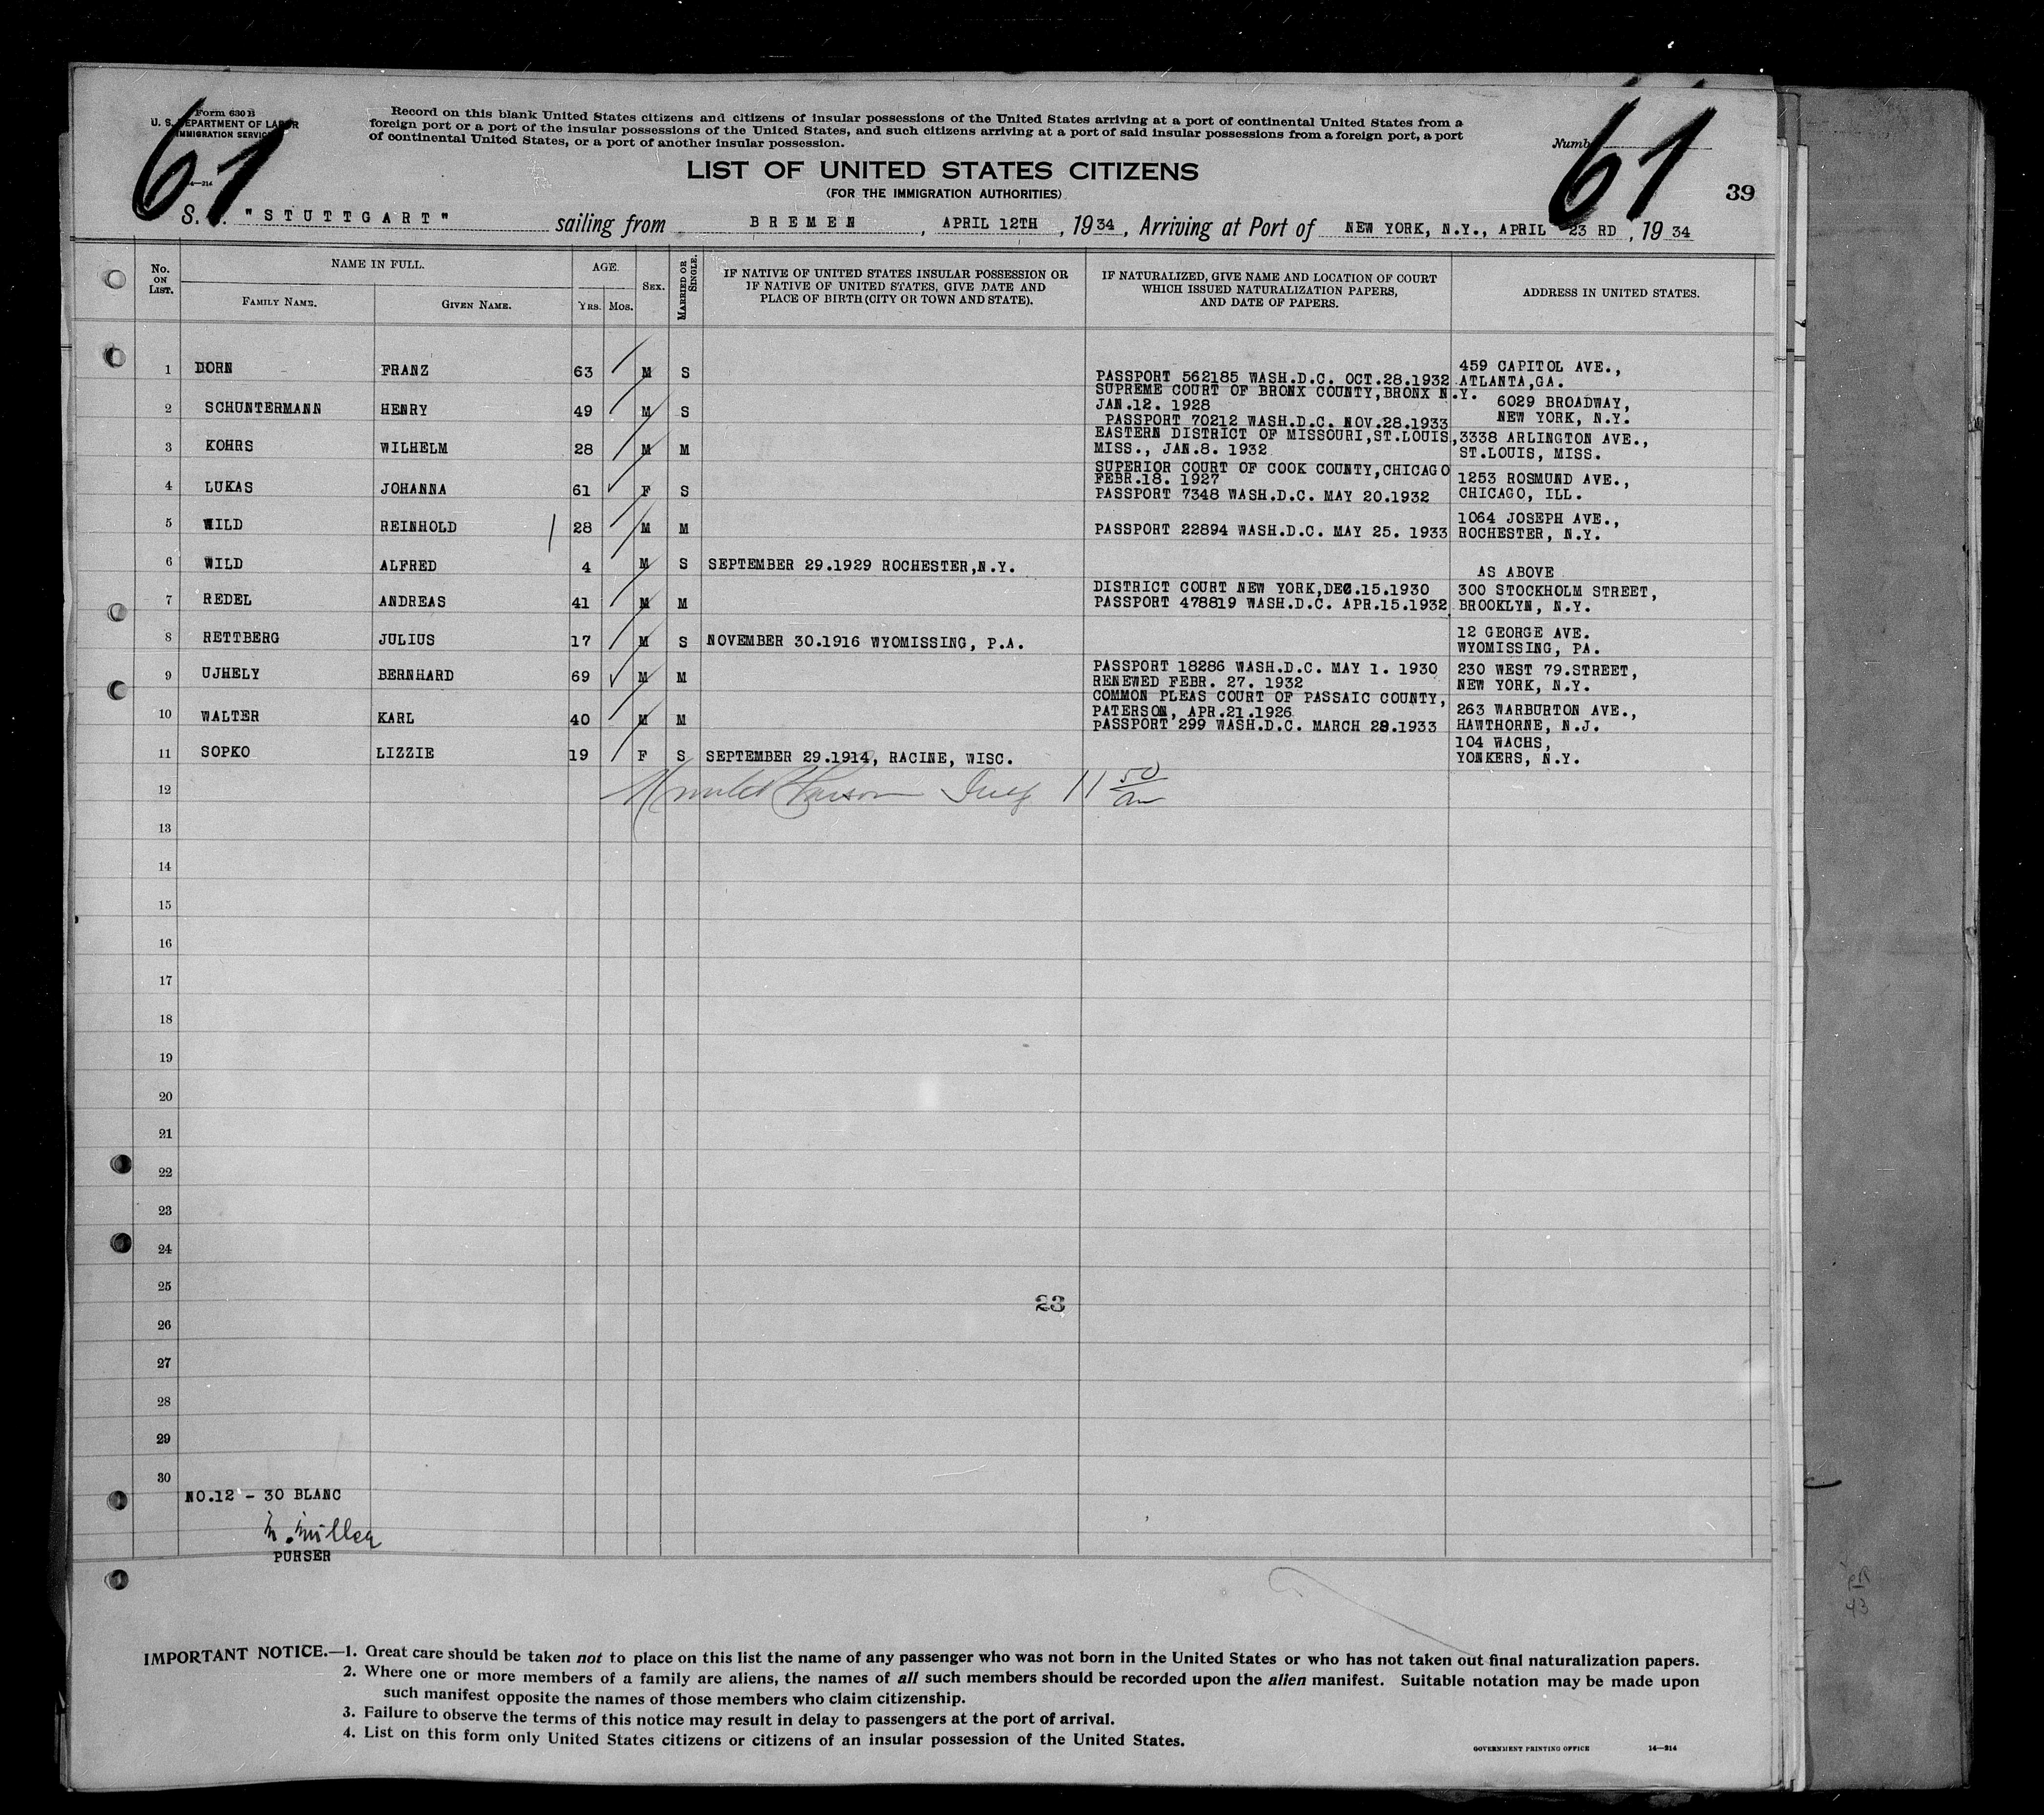 Form 630 B
U. S. DEPARTMENT OF LABOR
IMMIGRATION SERVICE
61
Record on this blank United States citizens and citizens of insular possessions of the United States arriving at a port of continental United States from a
foreign port or a port of the insular possessions of the United States, and such citizens arriving at a port of said insular possessions from a foreign port, a port
of continental United States, or a port of another insular possession.
61
39
LIST OF UNITED STATES CITIZENS
(FOR THE IMMIGRATION AUTHORITIES)
S. "STUTTGART" sailing from BREMEN, APRIL 12TH, 1934, Arriving at Port of NEW YORK, N.Y., APRIL 23 RD, 1934
No. ON LIST.
NAME IN FULL.
FAMILY NAME.
GIVEN NAME.
AGE.
YRS. MOS.
SEX.
MARRIED OR SINGLE.
IF NATIVE OF UNITED STATES INSULAR POSSESSION OR
IF NATIVE OF UNITED STATES, GIVE DATE AND
PLACE OF BIRTH (CITY OR TOWN AND STATE).
IF NATURALIZED, GIVE NAME AND LOCATION OF COURT
WHICH ISSUED NATURALIZATION PAPERS,
AND DATE OF PAPERS.
ADDRESS IN UNITED STATES.
1 DORN FRANZ 63 M S PASSPORT 562185 WASH.D.C. OCT.28.1932 459 CAPITOL AVE.,
ATLANTA,GA.
2 SCHUNTERMANN HENRY 49 M S SUPREME COURT OF BRONX COUNTY,BRONX N.Y.
JAN.12. 1928
PASSPORT 70212 WASH.D.C. NOV.28.1933
6029 BROADWAY,
NEW YORK, N.Y.
3 KOHRS WILHELM 28 M M EASTERN DISTRICT OF MISSOURI,ST.LOUIS,
MISS., JAN.8. 1932
3338 ARLINGTON AVE.,
ST.LOUIS, MISS.
4 LUKAS JOHANNA 61 F S SUPERIOR COURT OF COOK COUNTY,CHICAGO
FEBR.18. 1927
PASSPORT 7348 WASH.D.C. MAY 20.1932
1253 ROSMUND AVE.,
CHICAGO, ILL.
5 WILD REINHOLD 28 M M PASSPORT 22894 WASH.D.C. MAY 25. 1933
1064 JOSEPH AVE.,
ROCHESTER, N.Y.
6 WILD ALFRED 4 M S SEPTEMBER 29.1929 ROCHESTER,N.Y. AS ABOVE
7 REDEL ANDREAS 41 M M DISTRICT COURT NEW YORK,DEC.15.1930
PASSPORT 478819 WASH.D.C. APR.15.1932
300 STOCKHOLM STREET,
BROOKLYN, N.Y.
8 RETTBERG JULIUS 17 M S NOVEMBER 30.1916 WYOMISSING, P.A.
12 GEORGE AVE.
WYOMISSING, PA.
9 UJHELY BERNHARD 69 M M PASSPORT 18286 WASH.D.C. MAY 1. 1930
RENEWED FEBR. 27. 1932
230 WEST 79.STREET,
NEW YORK, N.Y.
10 WALTER KARL 40 M M COMMON PLEAS COURT OF PASSAIC COUNTY,
PATERSON, APR.21.1926
PASSPORT 299 WASH.D.C. MARCH 28.1933
263 WARBURTON AVE.,
HAWTHORNE, N.J.
11 SOPKO LIZZIE 19 F S SEPTEMBER 29.1914, RACINE, WISC.
104 WACHS,
YONKERS, N.Y.
12
11 50
13
14
15
16
17
18
19
20
21
22
23
24
25
23
26
27
28
29
30
NO.12 - 30 BLANC
PURSER
IMPORTANT NOTICE.—1. Great care should be taken not to place on this list the name of any passenger who was not born in the United States or who has not taken out final naturalization papers.
2. Where one or more members of a family are aliens, the names of all such members should be recorded upon the alien manifest. Suitable notation may be made upon
such manifest opposite the names of those members who claim citizenship.
3. Failure to observe the terms of this notice may result in delay to passengers at the port of arrival.
4. List on this form only United States citizens or citizens of an insular possession of the United States.
GOVERNMENT PRINTING OFFICE 14—214